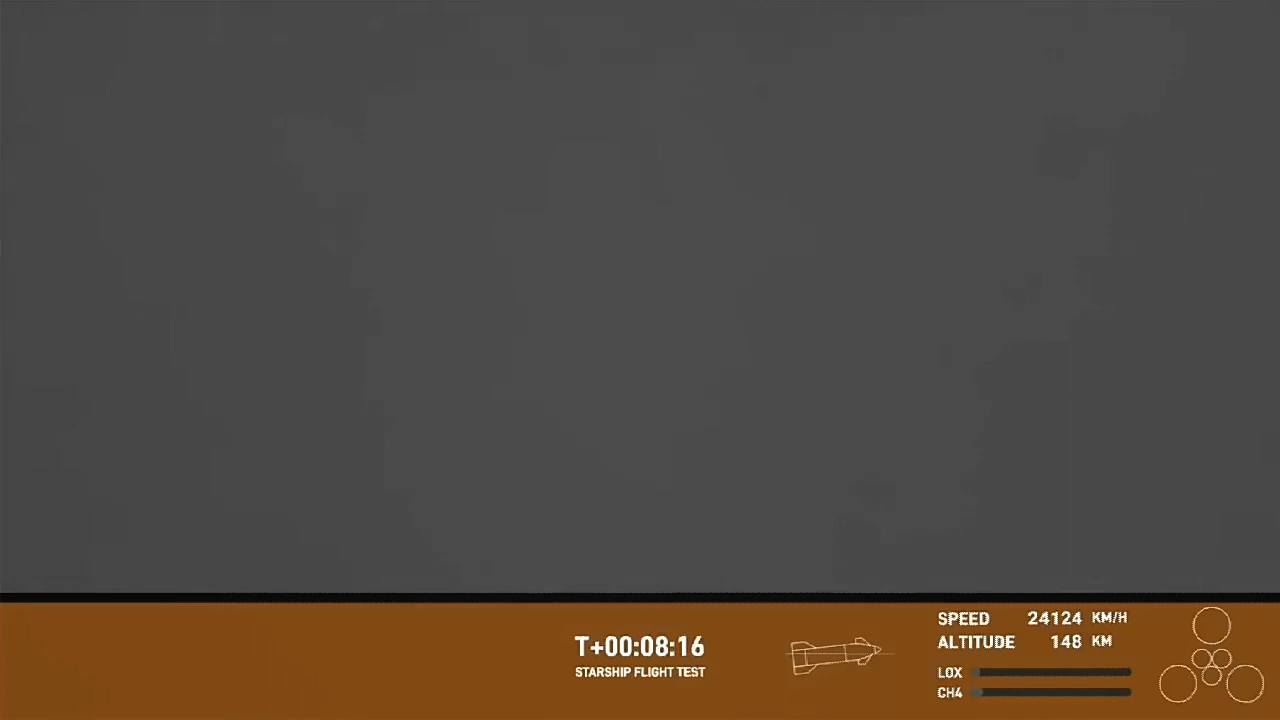 T+00:08:16
STARSHIP FLIGHT TEST
SPEED 24124 KM/H
ALTITUDE 148 KM
LOX
CH4